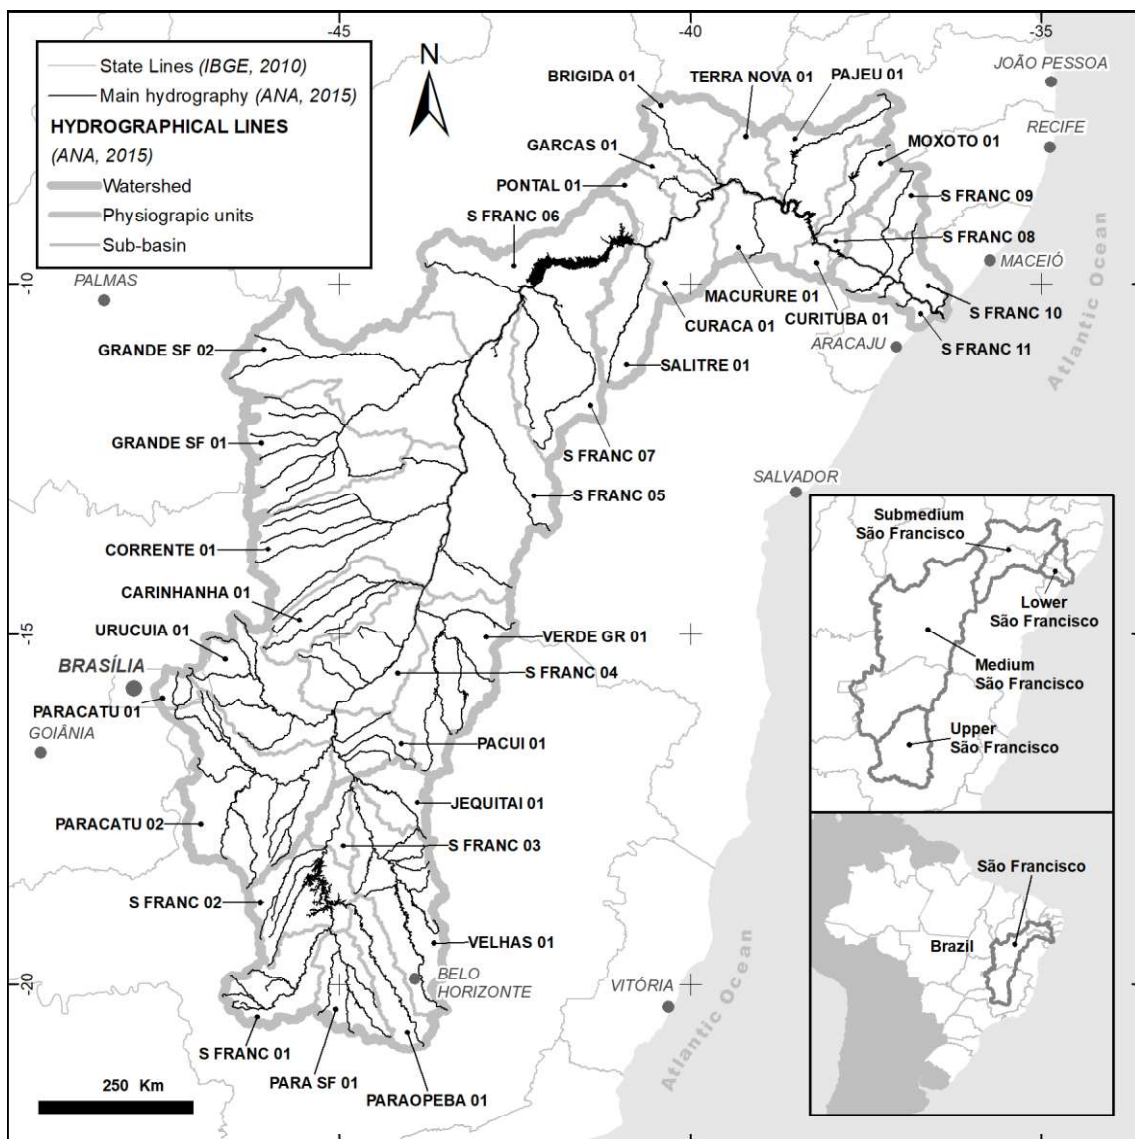 -45
-40
-35
State Lines (IBGE, 2010)
Main hydrography (ANA, 2015)
HYDROGRAPHICAL LINES
(ANA, 2015)
Watershed
Physiograpic units
Sub-basin
N
BRIGIDA 01
TERRA NOVA 01
PAJEU 01
JOÃO PESSOA
RECIFE
GARCAS 01
MOXOTO 01
PONTAL 01
S FRANC 09
S FRANC 06
S FRANC 08
MACEIÓ
-10
PALMAS
MACURURE 01
S FRANC 10
CURACA 01
CURITUBA 01
ARACAJU
S FRANC 11
Atlantic Ocean
GRANDE SF 02
SALITRE 01
GRANDE SF 01
S FRANC 07
SALVADOR
S FRANC 05
CORRENTE 01
CARINHANHA 01
URUCUIA 01
-15
VERDE GR 01
BRASÍLIA
S FRANC 04
PARACATU 01
GOIÂNIA
PACUI 01
JEQUITAI 01
PARACATU 02
S FRANC 03
S FRANC 02
VELHAS 01
-20
BELO
HORIZONTE
VITÓRIA
Atlantic Ocean
S FRANC 01
PARA SF 01
PARAOPEBA 01
250 Km
Submedium
São Francisco
Lower
São Francisco
Medium
São Francisco
Upper
São Francisco
São Francisco
Brazil